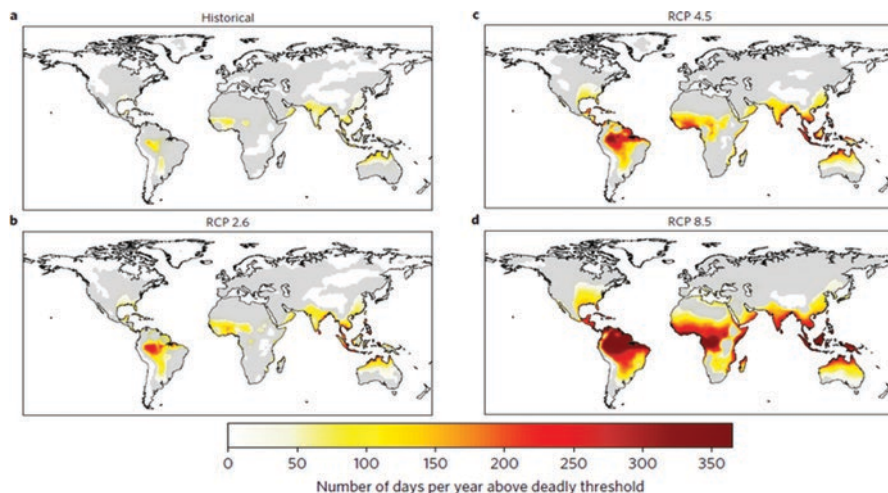 a Historical
b RCP 2.6
c RCP 4.5
d RCP 8.5
0 50 100 150 200 250 300 350
Number of days per year above deadly threshold